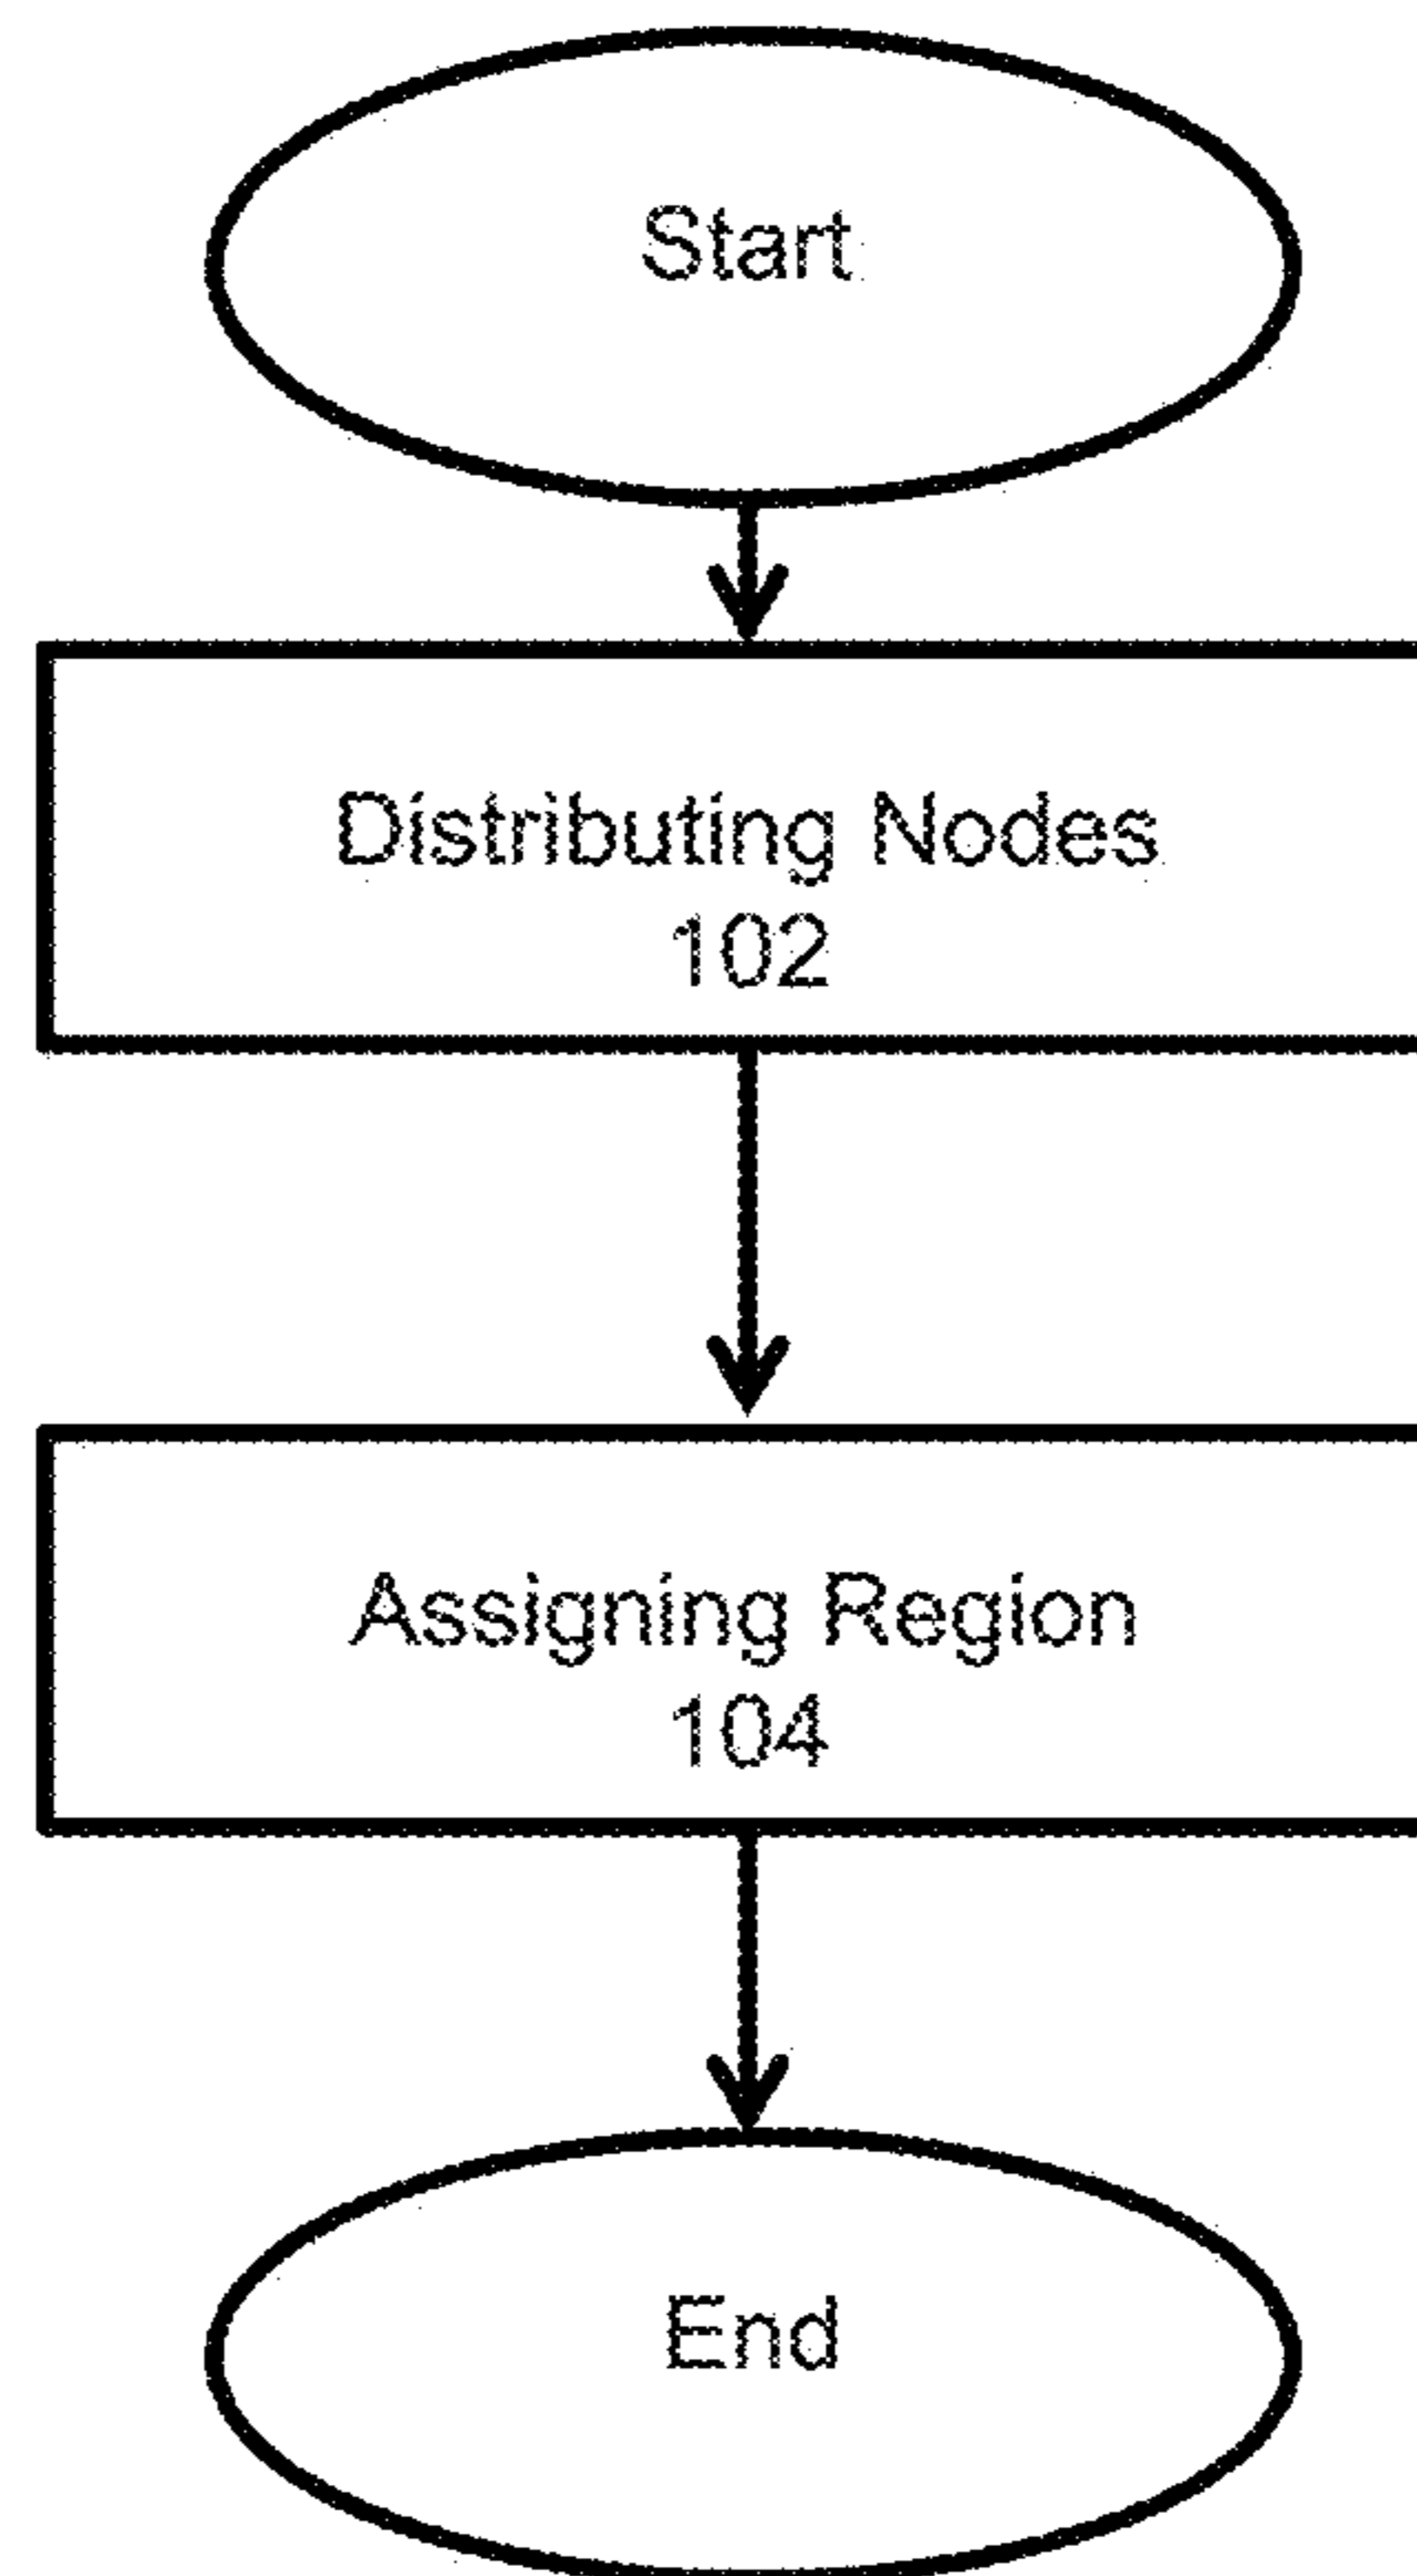 Start
Distributing Nodes
102
Assigning Region
104
End